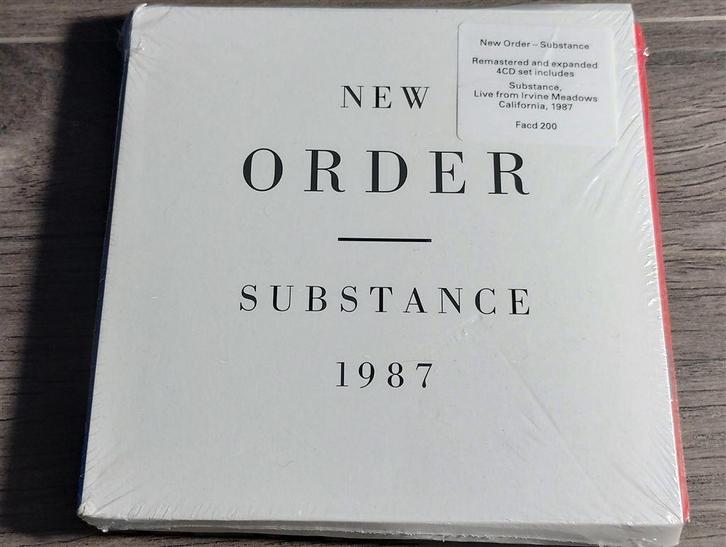 New Order – Substance
Remastered and expanded
4CD set includes
Substance,
Live from Irvine Meadows
California, 1987
Facd 200
NEW
ORDER
SUBSTANCE
1987